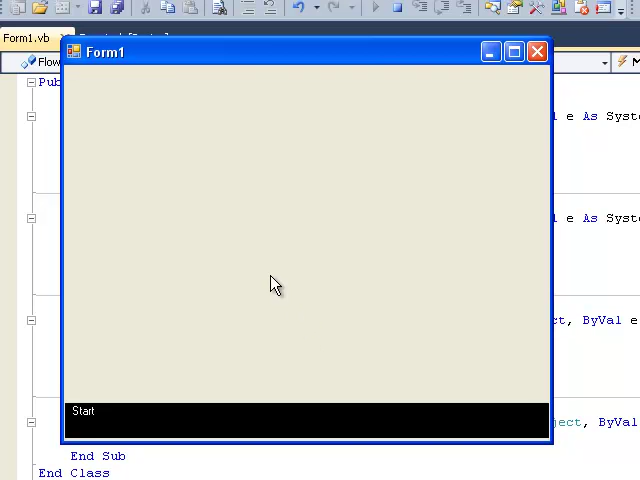 Form1.vb
Form1
Flow
Pub
e As Syste
e As Syste
ct, ByVal e
Start
ject, ByVal
End Sub
End Class